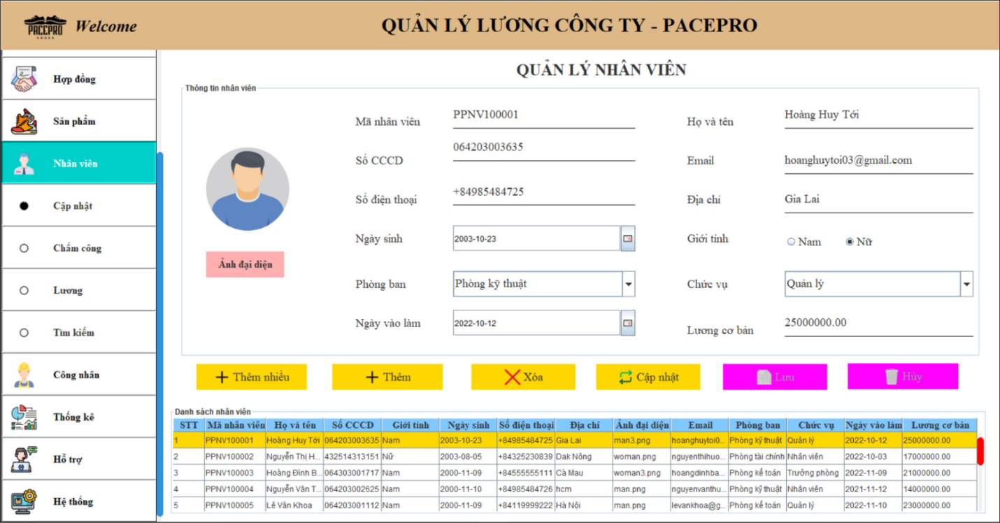 PACEPRO
SHOES
Welcome
QUẢN LÝ LƯƠNG CÔNG TY - PACEPRO
Hợp đồng
Sản phẩm
Nhân viên
Cập nhật
Chấm công
Lương
Tìm kiếm
Công nhân
Thống kê
Hỗ trợ
Hệ thống
QUẢN LÝ NHÂN VIÊN
Thông tin nhân viên
Ảnh đại diện
Mã nhân viên PPNV100001 Họ và tên Hoàng Huy Tới
Số CCCD 064203003635 Email hoanghuytoi03@gmail.com
Số điện thoại +84985484725 Địa chỉ Gia Lai
Ngày sinh 2003-10-23 Giới tính Nam Nữ
Phòng ban Phòng kỹ thuật Chức vụ Quản lý
Ngày vào làm 2022-10-12 Lương cơ bản 25000000.00
Thêm nhiều Thêm Xóa Cập nhật Lưu Hủy
Danh sách nhân viên
STT Mã nhân viên Họ và tên Số CCCD Giới tính Ngày sinh Số điện thoại Địa chỉ Ảnh đại diện Email Phòng ban Chức vụ Ngày vào làm Lương cơ bản
1 PPNV100001 Hoàng Huy Tới 064203003635 Nam 2003-10-23 +84985484725 Gia Lai man3.png hoanghuytoi0... Phòng kỹ thuật Quản lý 2022-10-12 25000000.00
2 PPNV100002 Nguyễn Thị H... 432514313151 Nữ 2003-08-05 +84325230839 Dak Nông woman.png nguyenthihuo... Phòng tài chính Nhân viên 2022-10-03 17000000.00
3 PPNV100003 Hoàng Đình B... 064303001717 Nam 2000-11-09 +84555555111 Cà Mau woman3.png hoangdinhba... Phòng kế toán Trưởng phòng 2022-11-09 21000000.00
4 PPNV100004 Nguyễn Văn T... 064203002625 Nam 2000-11-10 +84985484726 hcm man.png nguyenvanthu... Phòng kỹ thuật Nhân viên 2021-11-12 14000000.00
5 PPNV100005 Lê Văn Khoa 064203001112 Nam 2000-11-09 +84119999222 Hà Nội man.png levankhoa@g... Phòng kế toán Quản lý 2022-11-10 23000000.00